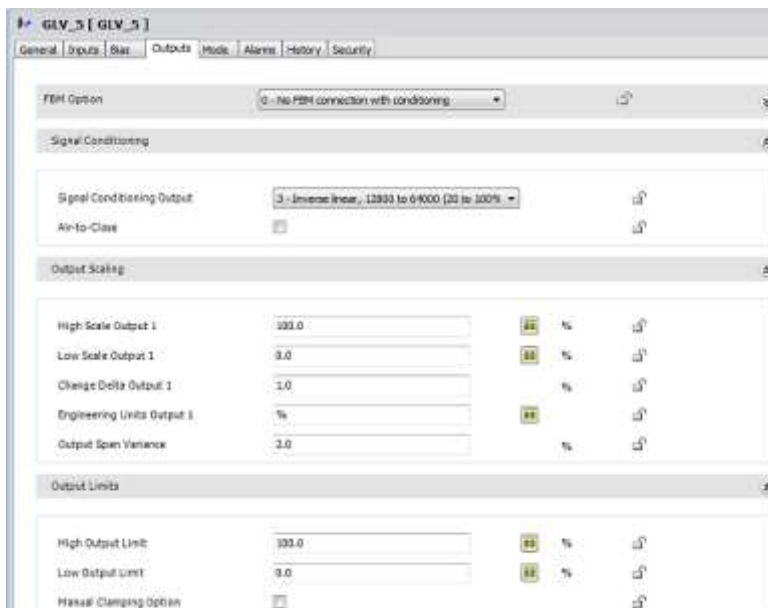 GLV_5 [ GLV_5 ]
General Inputs Bias Outputs Mode Alarms History Security
FBM Option 0 - No FBM connection with conditioning
Signal Conditioning
Signal Conditioning Output 3 - Inverse linear, 12800 to 64000 (20 to 100%
Air-to-Close
Output Scaling
High Scale Output 1 100.0 %
Low Scale Output 1 0.0 %
Change Delta Output 1 1.0 %
Engineering Units Output 1 %
Output Span Variance 2.0 %
Output Limits
High Output Limit 100.0 %
Low Output Limit 0.0 %
Manual Clamping Option